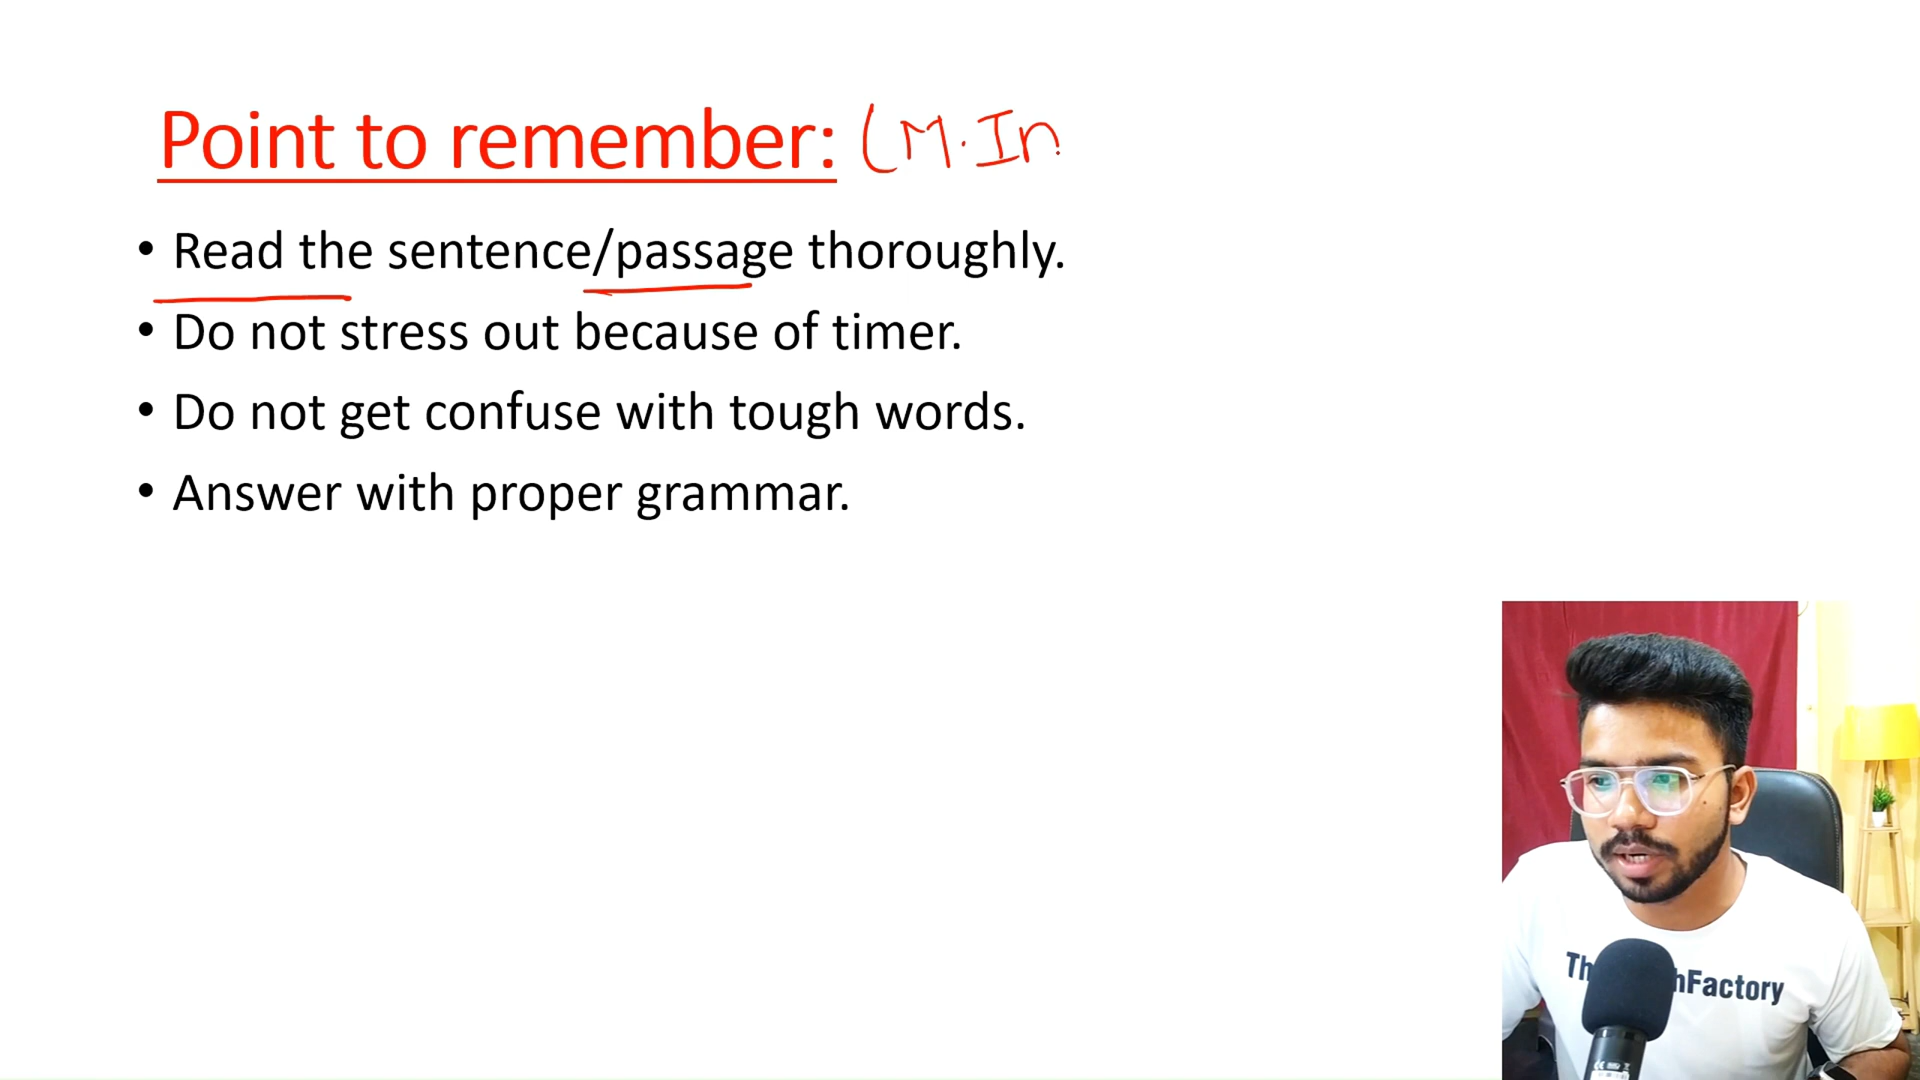 Point to remember: (M.In
• Read the sentence/passage thoroughly.
• Do not stress out because of timer.
• Do not get confuse with tough words.
• Answer with proper grammar.
hFactory